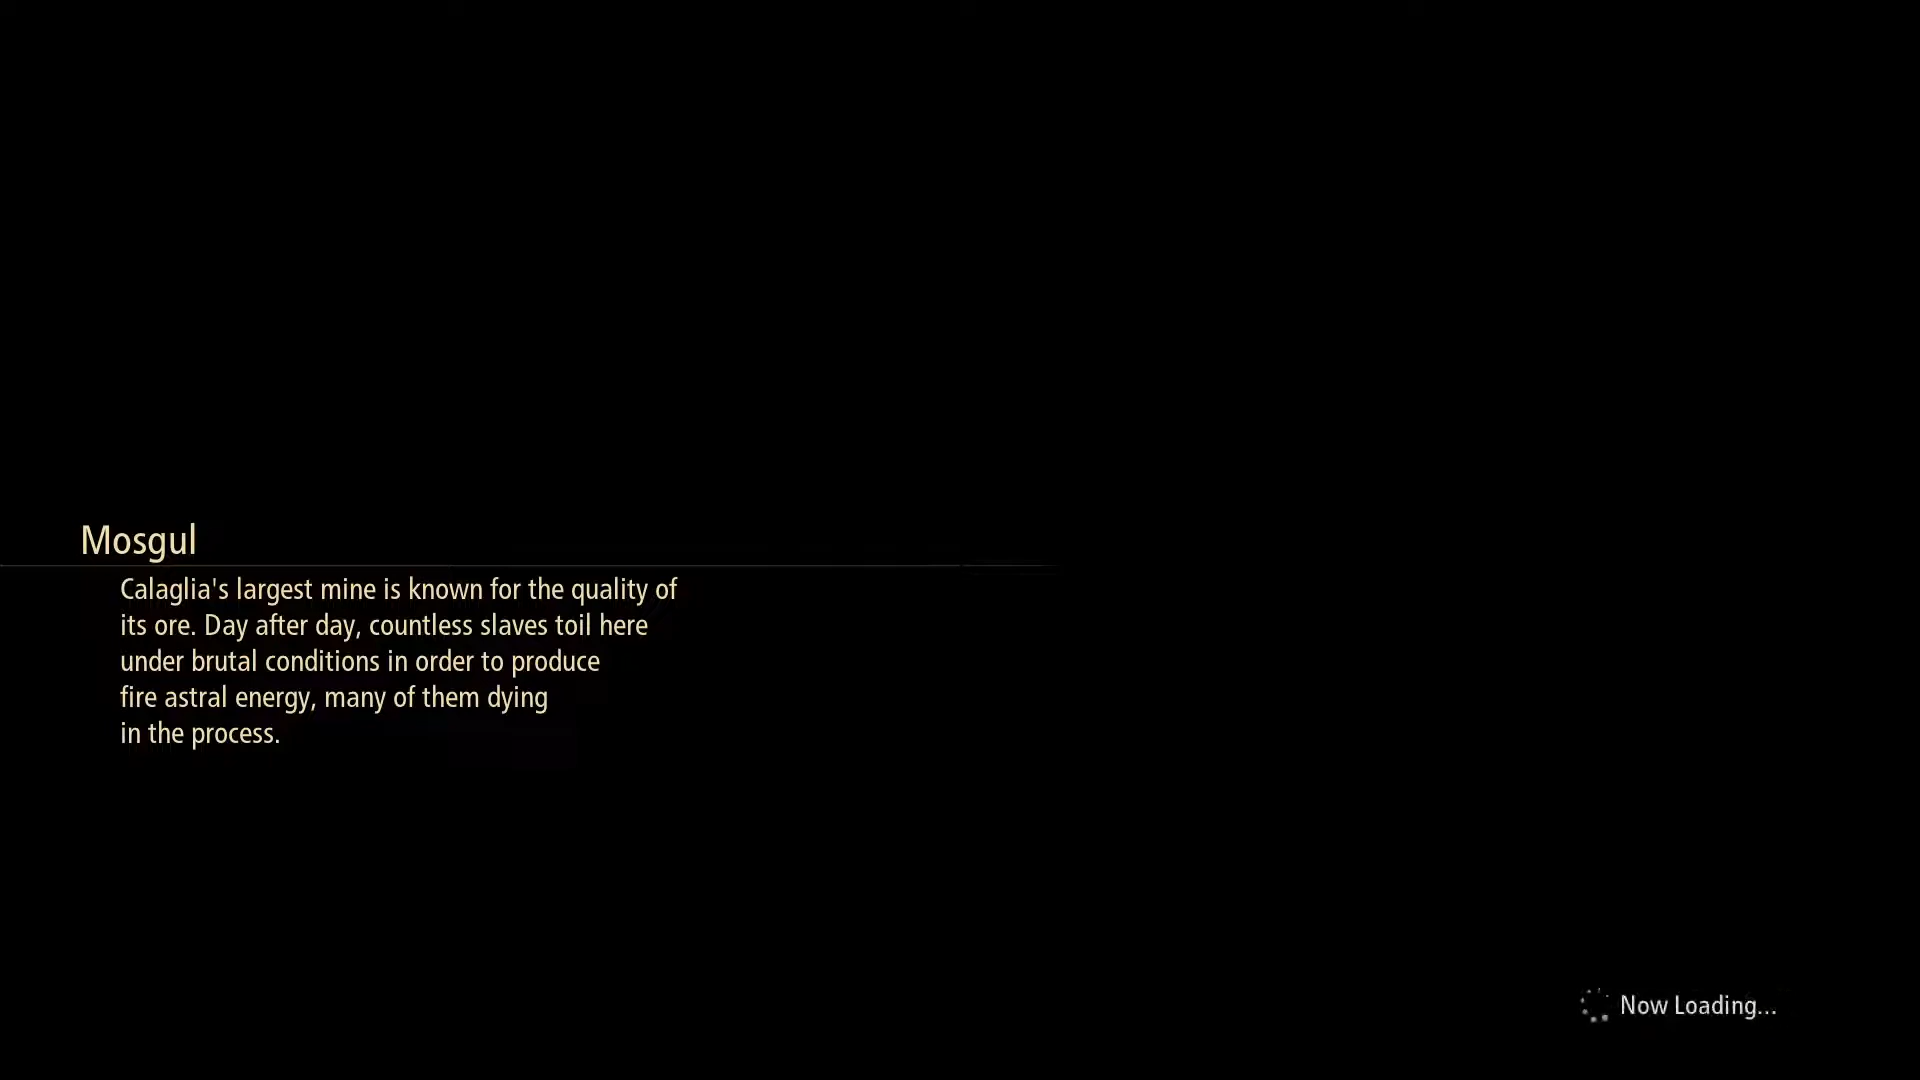 Mosgul
Calaglia's largest mine is known for the quality of
its ore. Day after day, countless slaves toil here
under brutal conditions in order to produce
fire astral energy, many of them dying
in the process.
Now Loading...